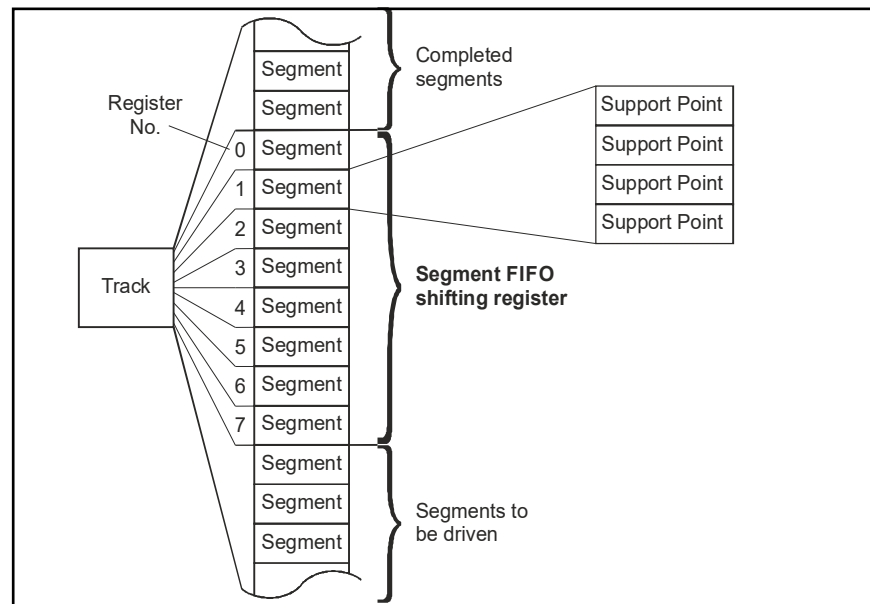 Segment
Segment
Completed
segments
Register
No.
0 Segment
1 Segment
2 Segment
3 Segment
4 Segment
5 Segment
6 Segment
7 Segment
Track
Segment FIFO
shifting register
Support Point
Support Point
Support Point
Support Point
Segment
Segment
Segment
Segments to
be driven